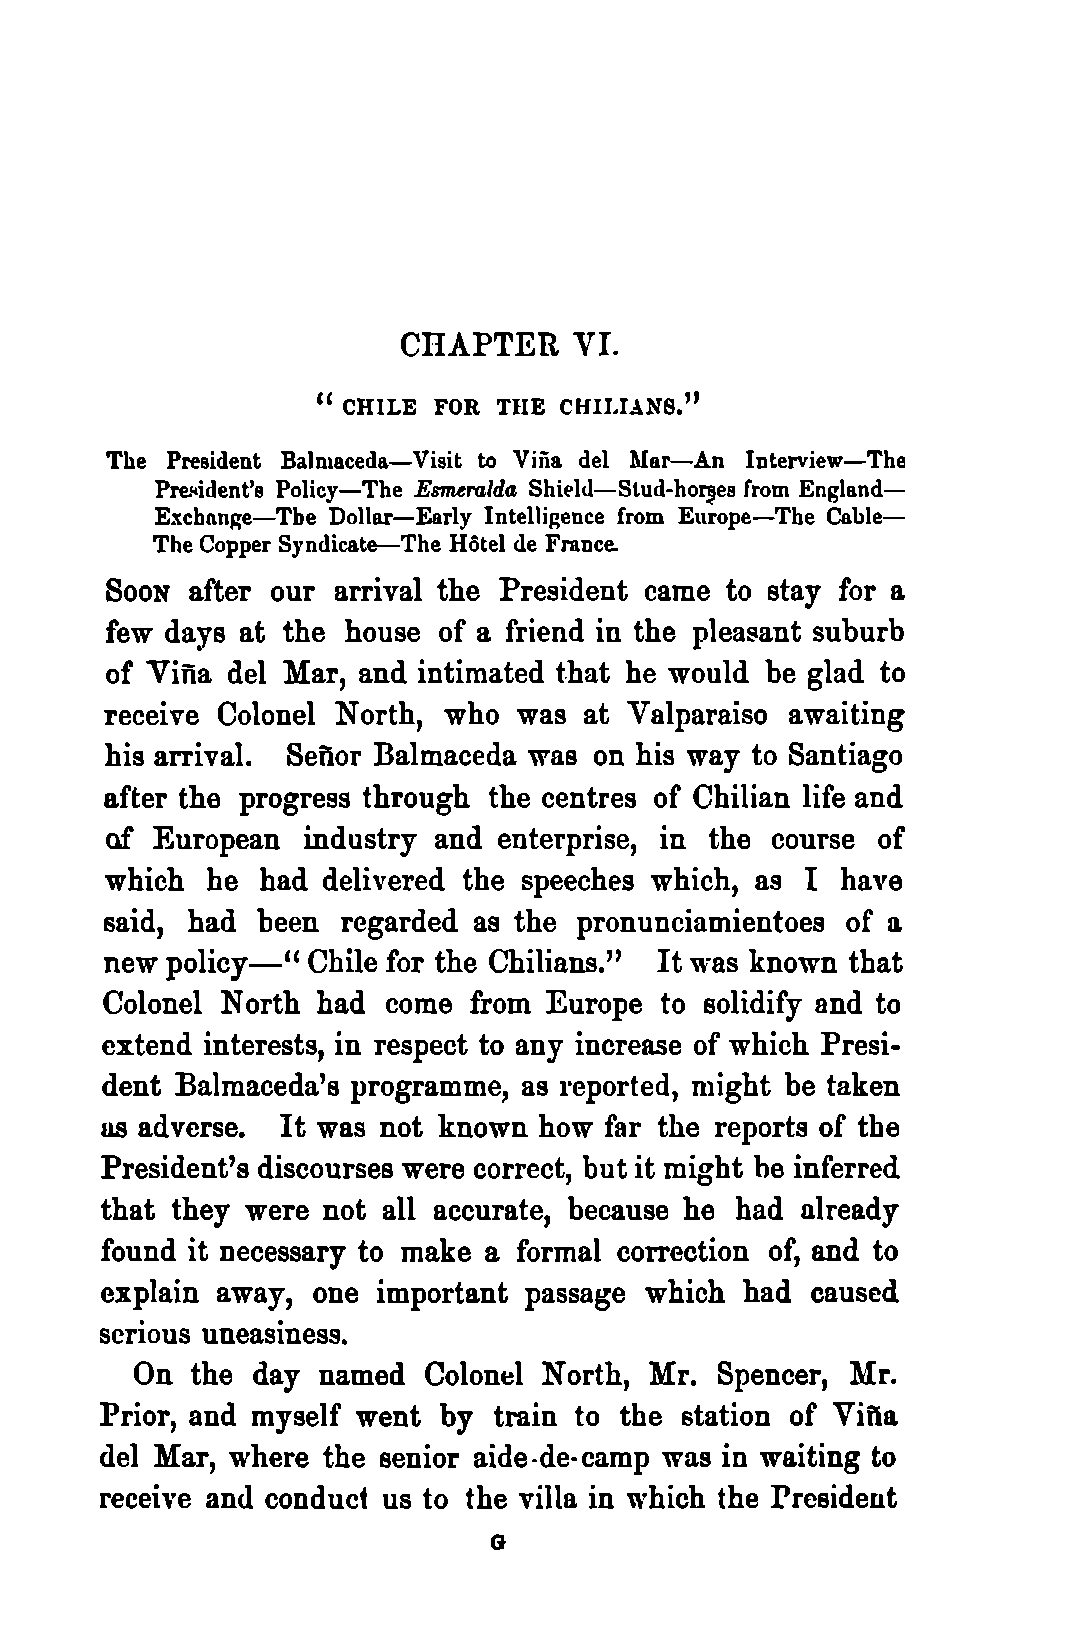 CHAPTER VI.
“ CHILE FOR THE CHILIANS.”
The President Balmaceda—Visit to Viña del Mar—An Interview—The
President’s Policy—The Esmeralda Shield—Stud-horses from England—
Exchange—The Dollar—Early Intelligence from Europe—The Cable—
The Copper Syndicate—The Hôtel de France.
SOON after our arrival the President came to stay for a
few days at the house of a friend in the pleasant suburb
of Viña del Mar, and intimated that he would be glad to
receive Colonel North, who was at Valparaiso awaiting
his arrival. Señor Balmaceda was on his way to Santiago
after the progress through the centres of Chilian life and
of European industry and enterprise, in the course of
which he had delivered the speeches which, as I have
said, had been regarded as the pronunciamientoes of a
new policy—“ Chile for the Chilians.” It was known that
Colonel North had come from Europe to solidify and to
extend interests, in respect to any increase of which Presi-
dent Balmaceda’s programme, as reported, might be taken
as adverse. It was not known how far the reports of the
President’s discourses were correct, but it might be inferred
that they were not all accurate, because he had already
found it necessary to make a formal correction of, and to
explain away, one important passage which had caused
serious uneasiness.
On the day named Colonel North, Mr. Spencer, Mr.
Prior, and myself went by train to the station of Viña
del Mar, where the senior aide-de-camp was in waiting to
receive and conduct us to the villa in which the President
G